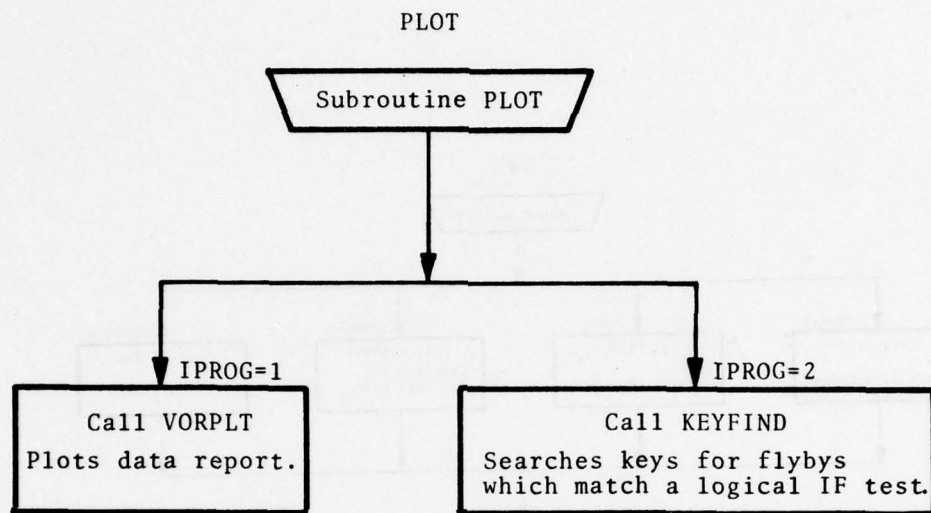 PLOT
Subroutine PLOT
IPROG=1
IPROG=2
Call VORPLT
Plots data report.
Call KEYFIND
Searches keys for flybys
which match a logical IF test.